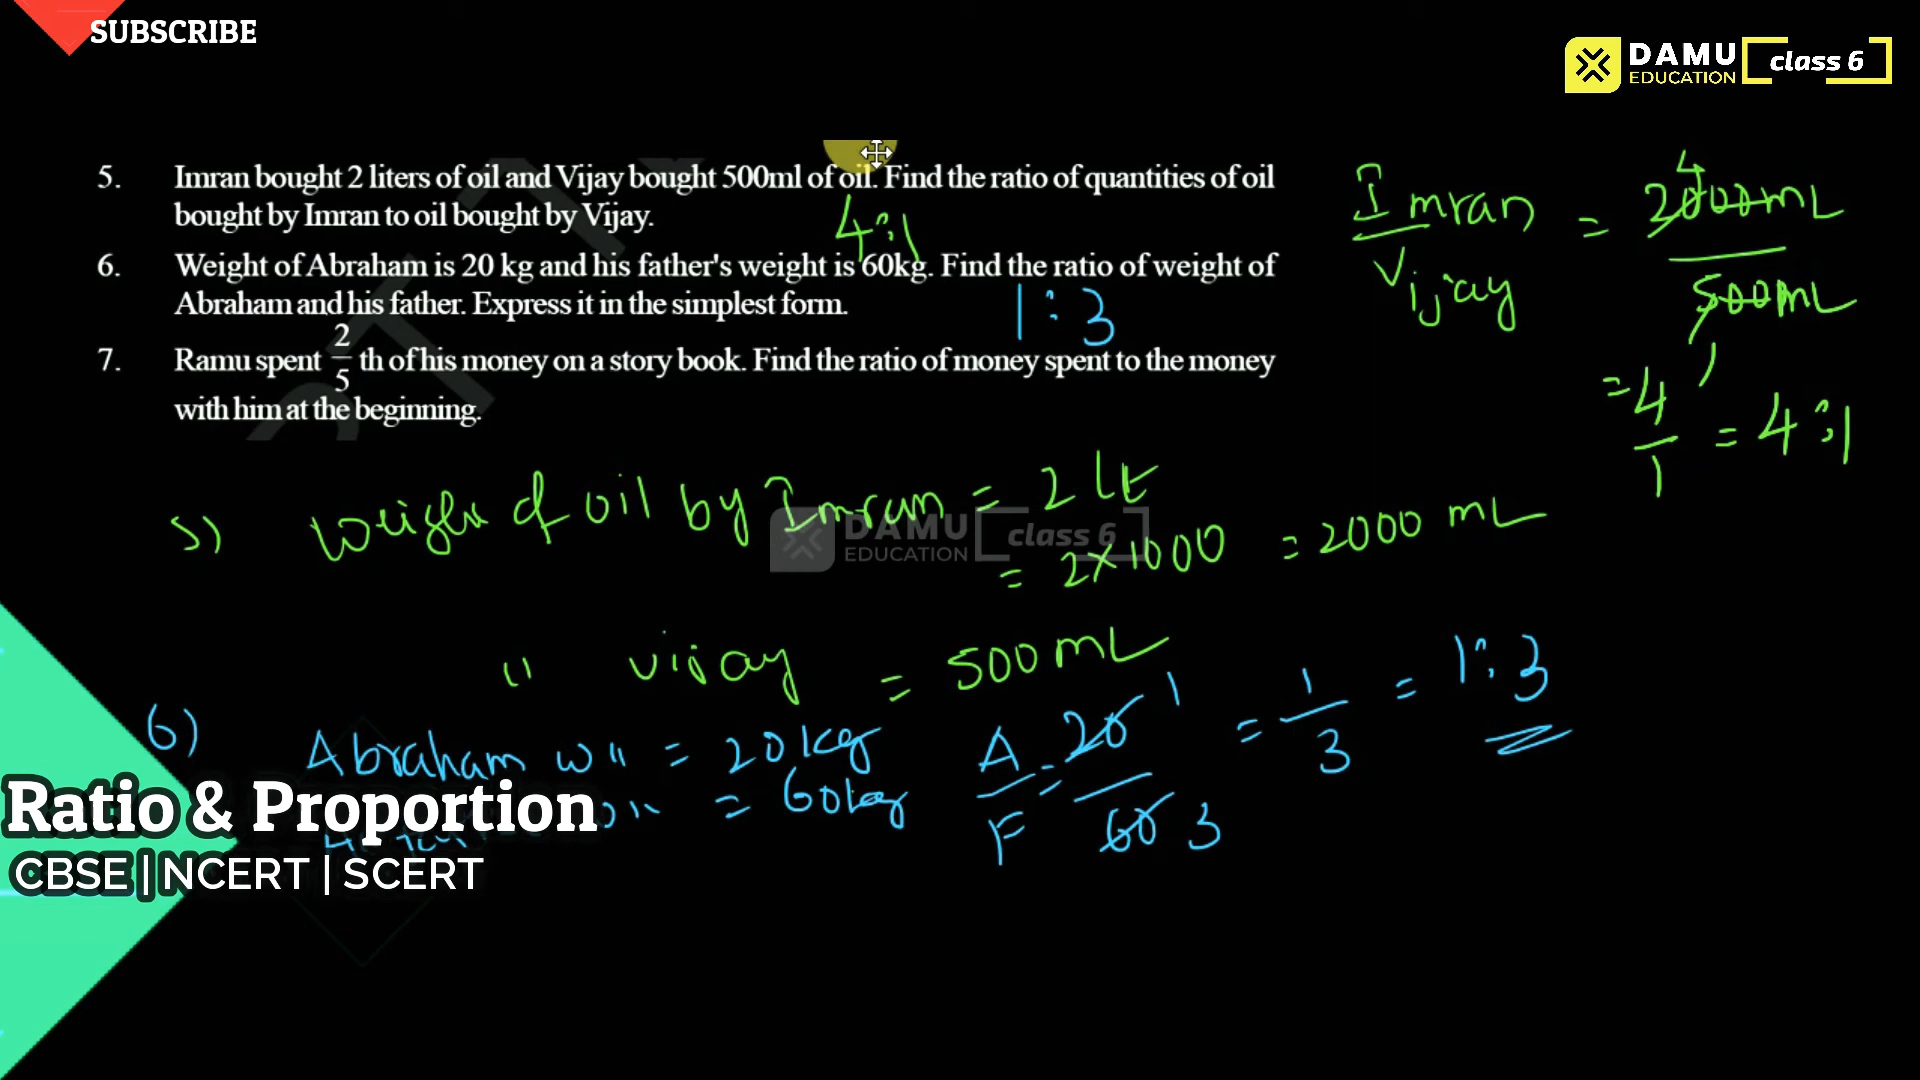 SUBSCRIBE
DAMU EDUCATION class 6
5. Imran bought 2 liters of oil and Vijay bought 500ml of oil. Find the ratio of quantities of oil
bought by Imran to oil bought by Vijay.
4:1
6. Weight of Abraham is 20 kg and his father's weight is 60kg. Find the ratio of weight of
Abraham and his father. Express it in the simplest form.
1:3
7. Ramu spent 2/5 th of his money on a story book. Find the ratio of money spent to the money
with him at the beginning.
Imran/Vijay = 2000mL/500mL
4
1
= 4/1 = 4:1
5) Weight of oil by Imran = 2 Lt
= 2×1000 = 2000 mL
DAMU EDUCATION class 6
" vijay = 500 mL
6) Abraham w" = 20kg
= 60kg
A/F = 20/60 = 1/3 = 1:3
1
3
Ratio & Proportion
CBSE | NCERT | SCERT